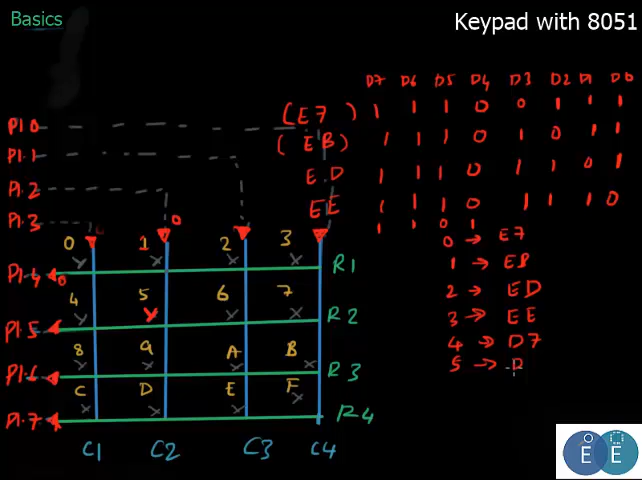 Basics
Keypad with 8051
D7 D6 D5 D4 D3 D2 D1 D0
P1.0 (E7) 1 1 1 0 0 1 1 1
P1.1 (EB) 1 1 1 0 1 0 1 1
P1.2 E.D 1 1 1 0 1 1 0 1
P1.3 EE 1 1 1 0 1 1 1 0
1 1 0 1
0 → E7
0 1 2 3
1 → EB
P1.4 0 R1
2 → ED
4 5 6 7
3 → EE
P1.5 R2
4 → D7
8 9 A B
5 → D
P1.6 R3
C D E F
P1.7 R4
C1 C2 C3 C4
E E